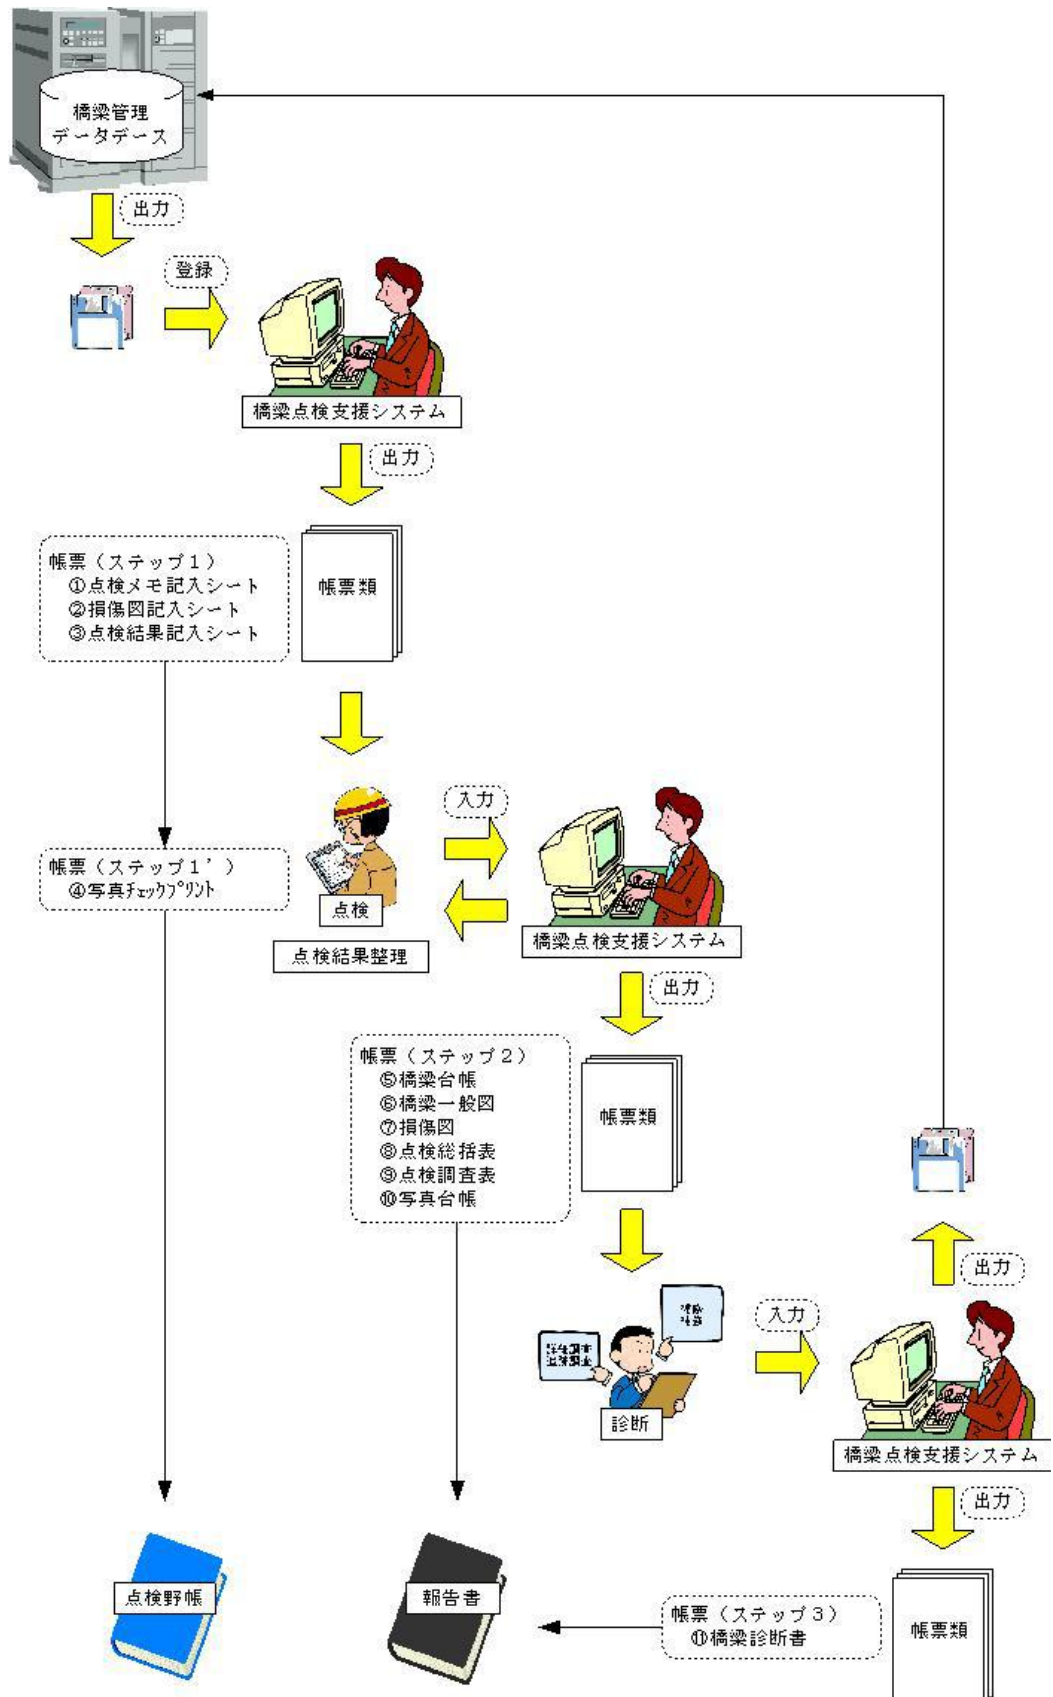 橋梁管理
データデース
出力
登録
橋梁点検支援システム
出力
帳票（ステップ１）
①点検メモ記入シート
②損傷図記入シート
③点検結果記入シート
帳票類
入力
帳票（ステップ１’）
④写真ﾁｪｯｸﾌﾟﾘﾝﾄ
点検
点検結果整理
橋梁点検支援システム
出力
帳票（ステップ２）
⑤橋梁台帳
⑥橋梁一般図
⑦損傷図
⑧点検総括表
⑨点検調査表
⑩写真台帳
帳票類
出力
入力
詳細調査
追跡調査
診断
橋梁点検支援システム
出力
点検野帳
報告書
帳票（ステップ３）
⑪橋梁診断書
帳票類